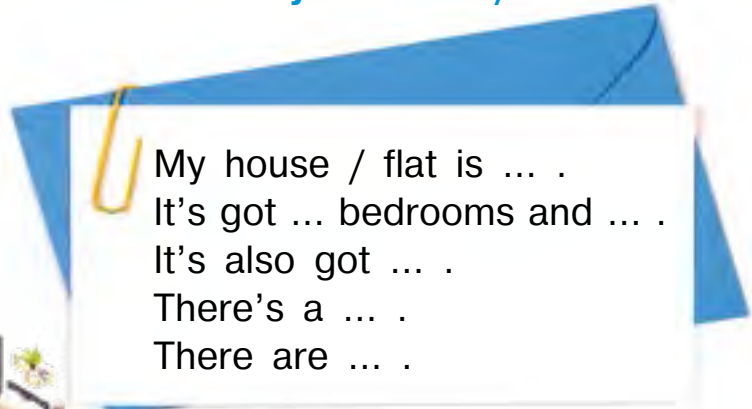 My house / flat is ... .
It's got ... bedrooms and ... .
It's also got ... .
There's a ... .
There are ... .